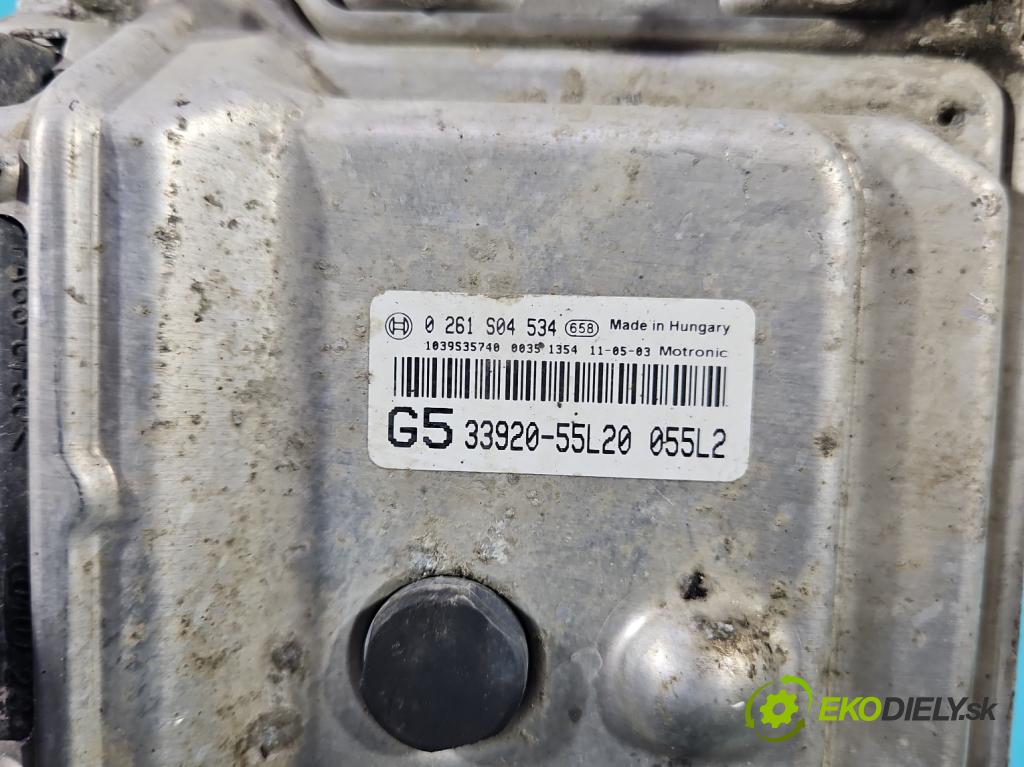 0 261 S04 534 658 Made in Hungary
1039S35740 0035 1354 11-05-03 Motronic
G5 33920-55L20 055L2
EKODIELY.sk